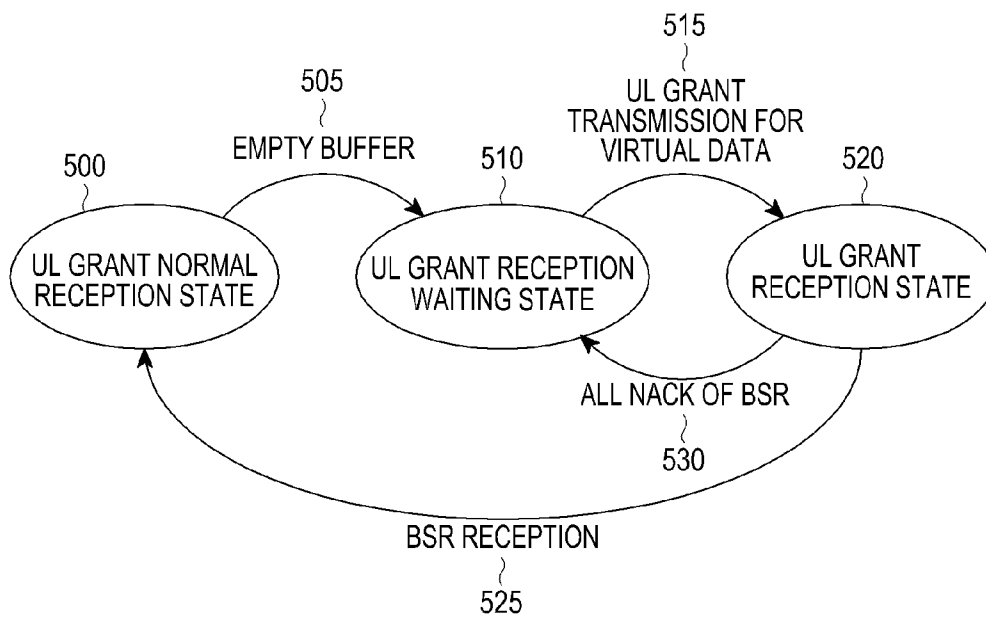 515
505
UL GRANT
TRANSMISSION FOR
VIRTUAL DATA
EMPTY BUFFER
500
510
520
UL GRANT NORMAL
RECEPTION STATE
UL GRANT RECEPTION
WAITING STATE
UL GRANT
RECEPTION STATE
ALL NACK OF BSR
530
BSR RECEPTION
525